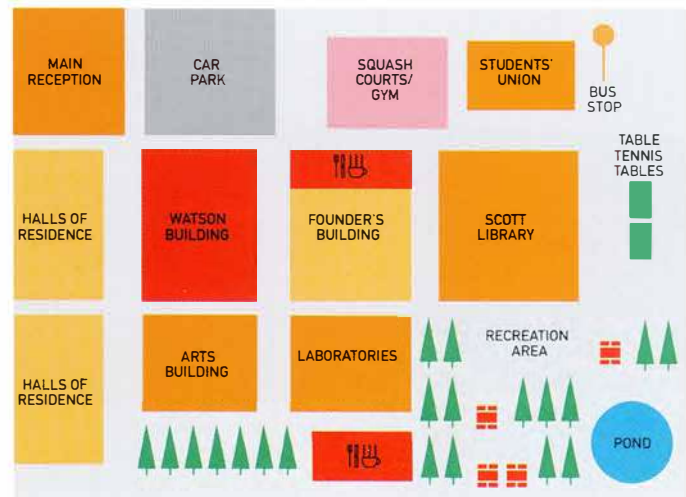 MAIN
RECEPTION
CAR
PARK
SQUASH
COURTS/
GYM
STUDENTS'
UNION
BUS
STOP
TABLE
TENNIS
TABLES
HALLS OF
RESIDENCE
WATSON
BUILDING
FOUNDER'S
BUILDING
SCOTT
LIBRARY
HALLS OF
RESIDENCE
ARTS
BUILDING
LABORATORIES
RECREATION
AREA
POND